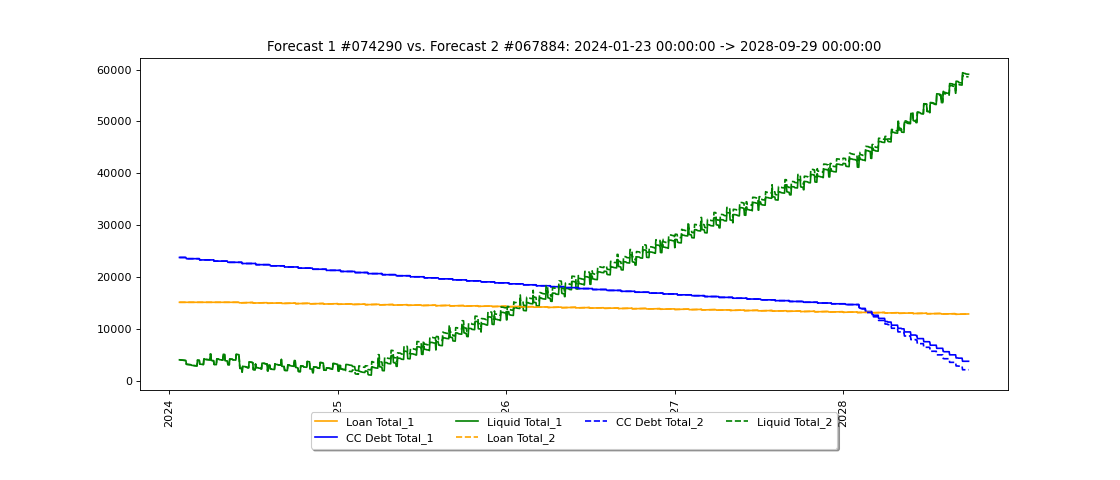 Forecast 1 #074290 vs. Forecast 2 #067884: 2024-01-23 00:00:00 -> 2028-09-29 00:00:00
60000
50000
40000
30000
20000
10000
0
2024
25
26
27
2028
Loan Total_1
CC Debt Total_1
Liquid Total_1
Loan Total_2
CC Debt Total_2
Liquid Total_2